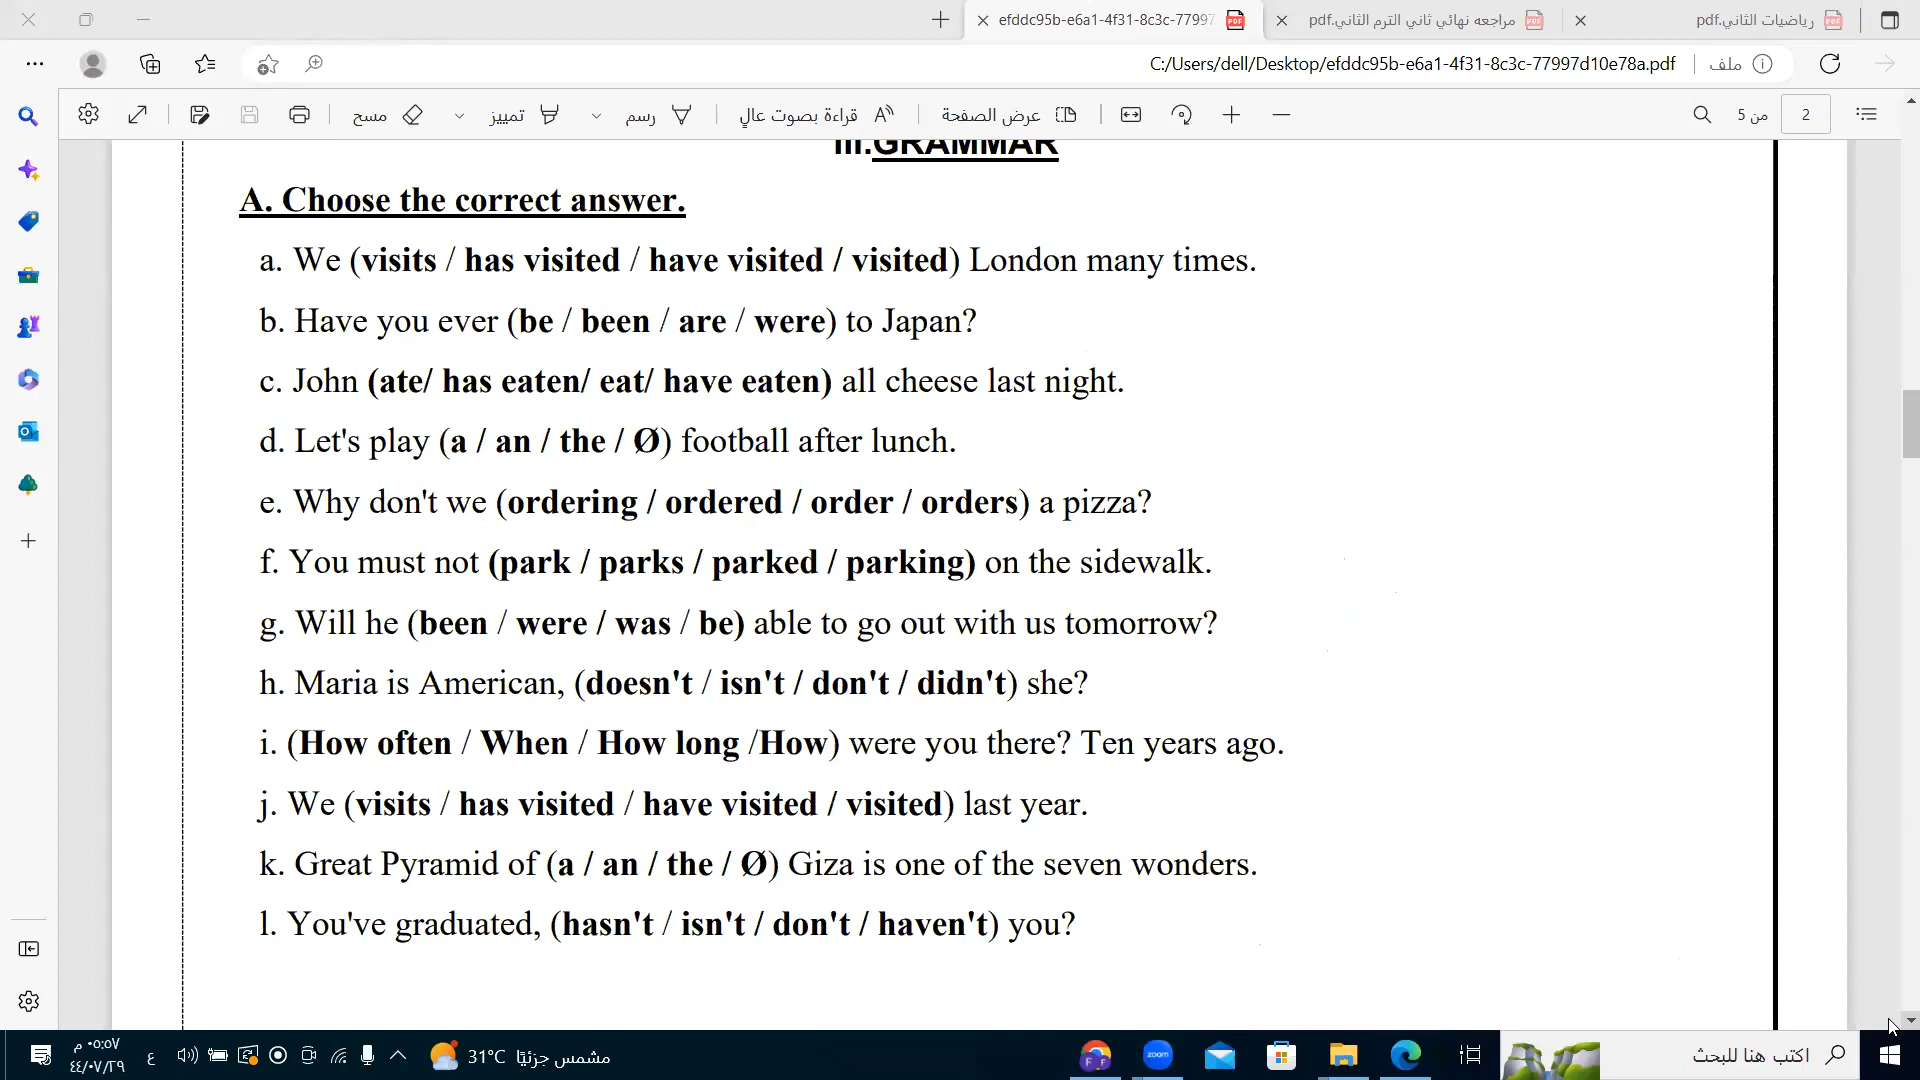 efddc95b-e6a1-4f31-8c3c-77997
مراجعه نهائي ثاني الترم الثاني.pdf
رياضيات الثاني.pdf
C:/Users/dell/Desktop/efddc95b-e6a1-4f31-8c3c-77997d10e78a.pdf
ملف
مسح
تمييز
رسم
قراءة بصوت عالٍ
عرض الصفحة
من 5
2
III.GRAMMAR
A. Choose the correct answer.
a. We (visits / has visited / have visited / visited) London many times.
b. Have you ever (be / been / are / were) to Japan?
c. John (ate/ has eaten/ eat/ have eaten) all cheese last night.
d. Let's play (a / an / the / Ø) football after lunch.
e. Why don't we (ordering / ordered / order / orders) a pizza?
f. You must not (park / parks / parked / parking) on the sidewalk.
g. Will he (been / were / was / be) able to go out with us tomorrow?
h. Maria is American, (doesn't / isn't / don't / didn't) she?
i. (How often / When / How long /How) were you there? Ten years ago.
j. We (visits / has visited / have visited / visited) last year.
k. Great Pyramid of (a / an / the / Ø) Giza is one of the seven wonders.
l. You've graduated, (hasn't / isn't / don't / haven't) you?
٠٥:٥٧ م
٤٤/٠٧/٢٩
ع
31°C مشمس جزئيًا
zoom
اكتب هنا للبحث